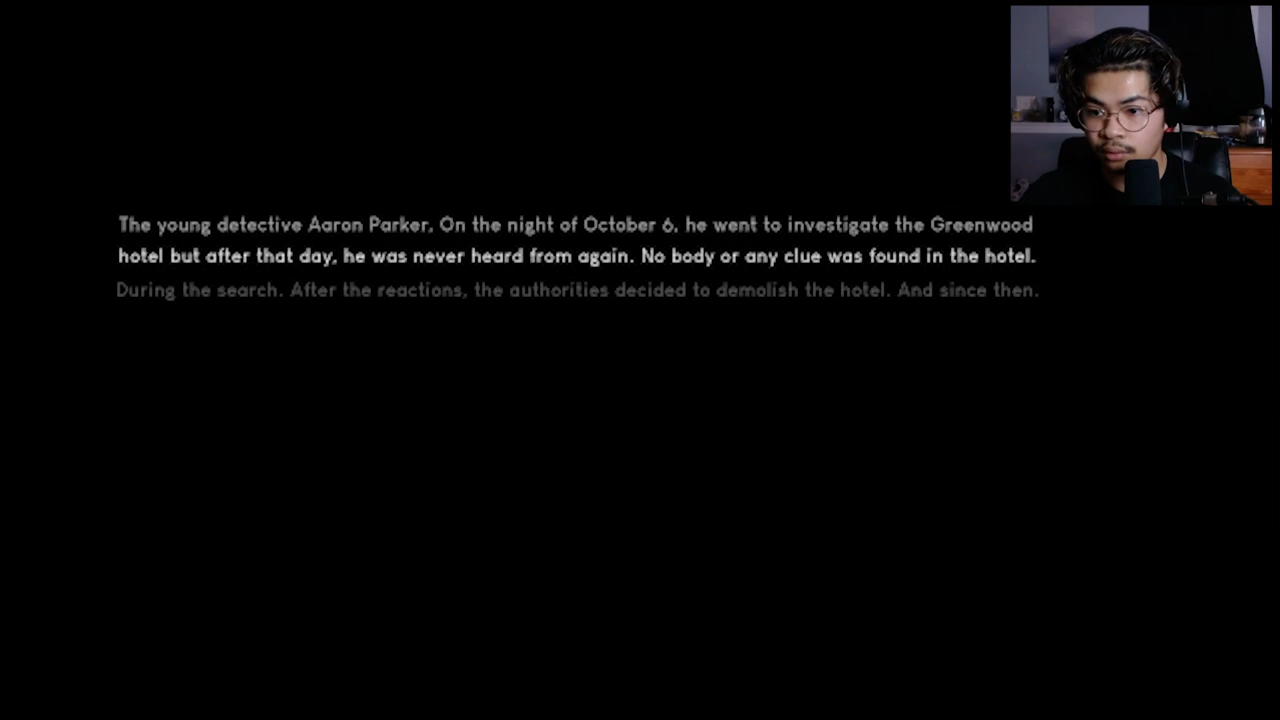 The young detective Aaron Parker. On the night of October 6, he went to investigate the Greenwood
hotel but after that day, he was never heard from again. No body or any clue was found in the hotel.
During the search. After the reactions, the authorities decided to demolish the hotel. And since then.